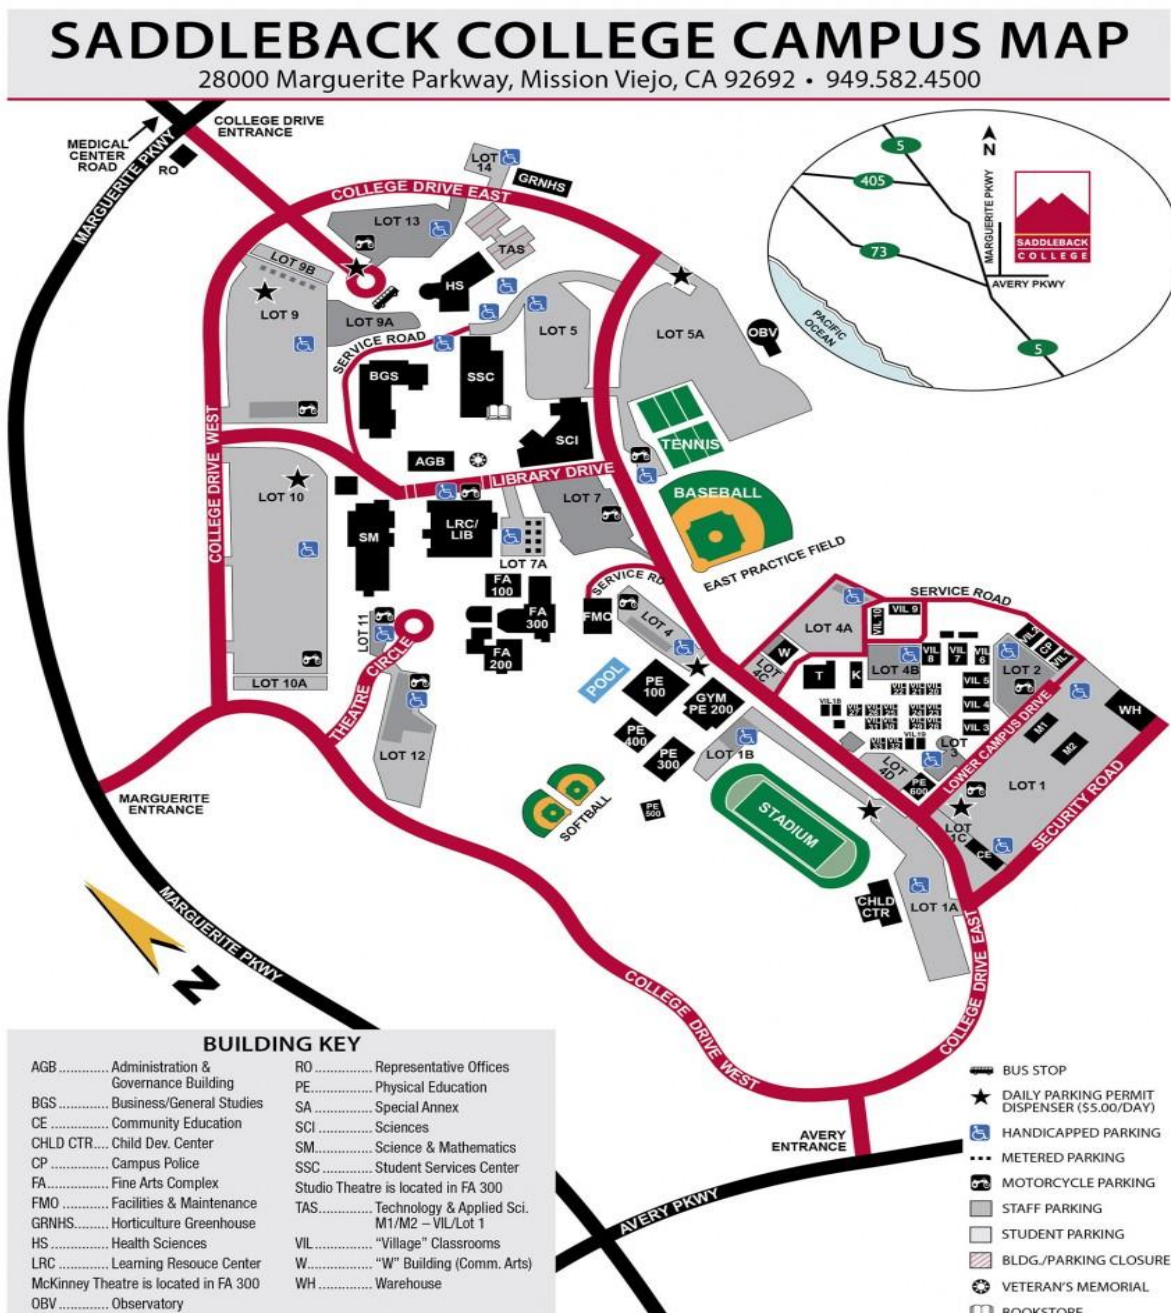 SADDLEBACK COLLEGE CAMPUS MAP
28000 Marguerite Parkway, Mission Viejo, CA 92692 • 949.582.4500
COLLEGE DRIVE
ENTRANCE
MEDICAL
CENTER
ROAD
RO
MARGUERITE PKWY
LOT
14
GRNHS
COLLEGE DRIVE EAST
LOT 13
TAS
LOT 9B
LOT 9
LOT 9A
HS
SERVICE ROAD
LOT 5
LOT 5A
OBV
BGS
SSC
SCI
TENNIS
5
405
73
N
MARGUERITE PKWY
SADDLEBACK
COLLEGE
AVERY PKWY
PACIFIC
OCEAN
5
COLLEGE DRIVE WEST
AGB
LIBRARY DRIVE
LOT 10
SM
LRC/
LIB
LOT 7
LOT 7A
BASEBALL
EAST PRACTICE FIELD
FA
100
FA
300
FA
200
SERVICE RD
FMO
LOT 4
LOT 11
THEATRE CIRCLE
LOT 10A
LOT 12
POOL
PE
100
GYM
PE 200
PE
400
PE
300
PE
500
LOT 1B
SOFTBALL
STADIUM
SERVICE ROAD
LOT 4A
VIL 10
VIL 9
W
LOT
4C
T
K
LOT 4B
VIL
8
VIL
7
VIL
6
VIL 5
VIL 4
VIL 3
CP
LOT 2
WH
VIL18
VIL19
M1
M2
LOT
3
LOT
4D
PE
600
LOWER CAMPUS DRIVE
LOT 1
SECURITY ROAD
LOT
1C
CE
CHLD
CTR
LOT 1A
COLLEGE DRIVE EAST
MARGUERITE
ENTRANCE
MARGUERITE PKWY
N
COLLEGE DRIVE WEST
AVERY
ENTRANCE
AVERY PKWY
BUILDING KEY
AGB ............. Administration &
Governance Building
BGS ............. Business/General Studies
CE ............. Community Education
CHLD CTR.... Child Dev. Center
CP ............. Campus Police
FA............. Fine Arts Complex
FMO ............. Facilities & Maintenance
GRNHS......... Horticulture Greenhouse
HS ............. Health Sciences
LRC ............. Learning Resouce Center
McKinney Theatre is located in FA 300
OBV ............. Observatory
RO ............... Representative Offices
PE............... Physical Education
SA ............... Special Annex
SCI ............... Sciences
SM............... Science & Mathematics
SSC ............... Student Services Center
Studio Theatre is located in FA 300
TAS............... Technology & Applied Sci.
M1/M2 – VIL/Lot 1
VIL ............... "Village" Classrooms
W............... "W" Building (Comm. Arts)
WH ............... Warehouse
BUS STOP
DAILY PARKING PERMIT
DISPENSER ($5.00/DAY)
HANDICAPPED PARKING
METERED PARKING
MOTORCYCLE PARKING
STAFF PARKING
STUDENT PARKING
BLDG./PARKING CLOSURE
VETERAN'S MEMORIAL
BOOKSTORE